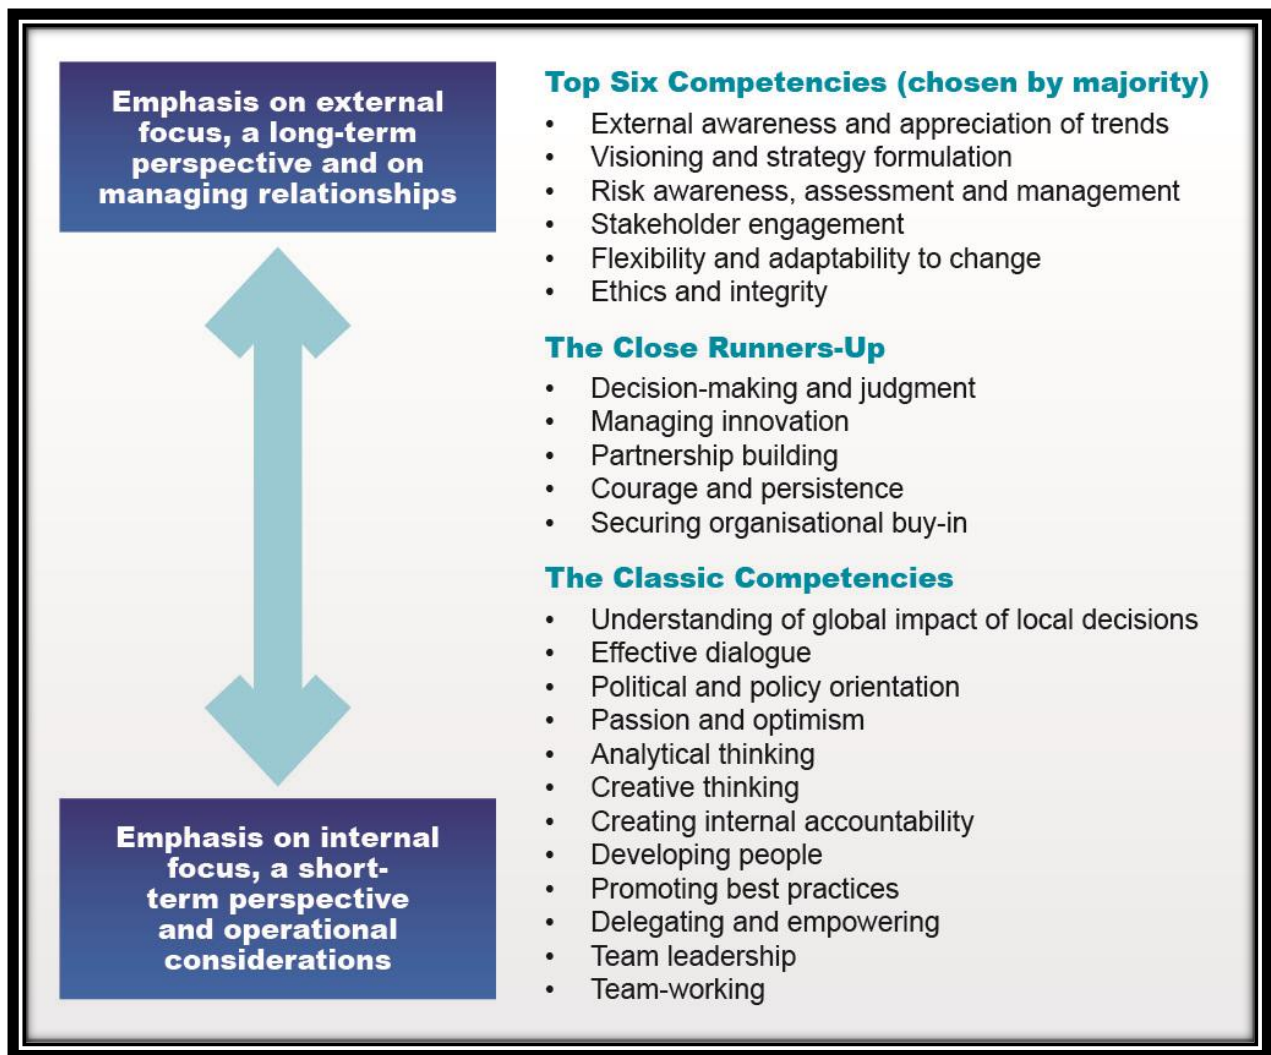 Emphasis on external
focus, a long-term
perspective and on
managing relationships
Emphasis on internal
focus, a short-
term perspective
and operational
considerations
Top Six Competencies (chosen by majority)
• External awareness and appreciation of trends
• Visioning and strategy formulation
• Risk awareness, assessment and management
• Stakeholder engagement
• Flexibility and adaptability to change
• Ethics and integrity
The Close Runners-Up
• Decision-making and judgment
• Managing innovation
• Partnership building
• Courage and persistence
• Securing organisational buy-in
The Classic Competencies
• Understanding of global impact of local decisions
• Effective dialogue
• Political and policy orientation
• Passion and optimism
• Analytical thinking
• Creative thinking
• Creating internal accountability
• Developing people
• Promoting best practices
• Delegating and empowering
• Team leadership
• Team-working